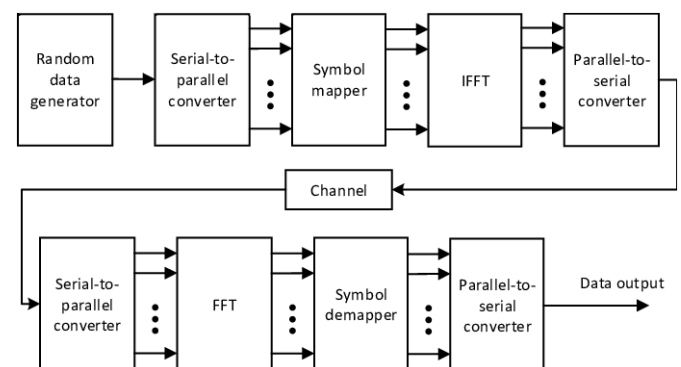 Random
data
generator
Serial-to-
parallel
converter
Symbol
mapper
IFFT
Parallel-to-
serial
converter
Channel
Serial-to-
parallel
converter
FFT
Symbol
demapper
Parallel-to-
serial
converter
Data output